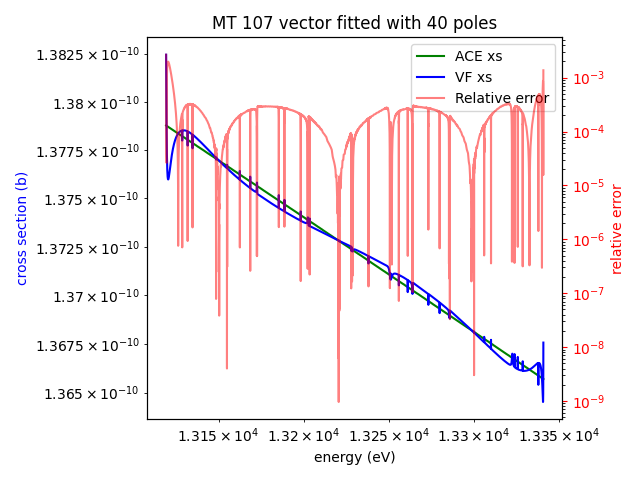 MT 107 vector fitted with 40 poles
ACE xs
VF xs
Relative error
cross section (b)
1.3825 × 10⁻¹⁰
1.38 × 10⁻¹⁰
1.3775 × 10⁻¹⁰
1.375 × 10⁻¹⁰
1.3725 × 10⁻¹⁰
1.37 × 10⁻¹⁰
1.3675 × 10⁻¹⁰
1.365 × 10⁻¹⁰
10⁻³
10⁻⁴
10⁻⁵
10⁻⁶
10⁻⁷
10⁻⁸
10⁻⁹
relative error
1.315 × 10⁴ 1.32 × 10⁴ 1.325 × 10⁴ 1.33 × 10⁴ 1.335 × 10⁴
energy (eV)